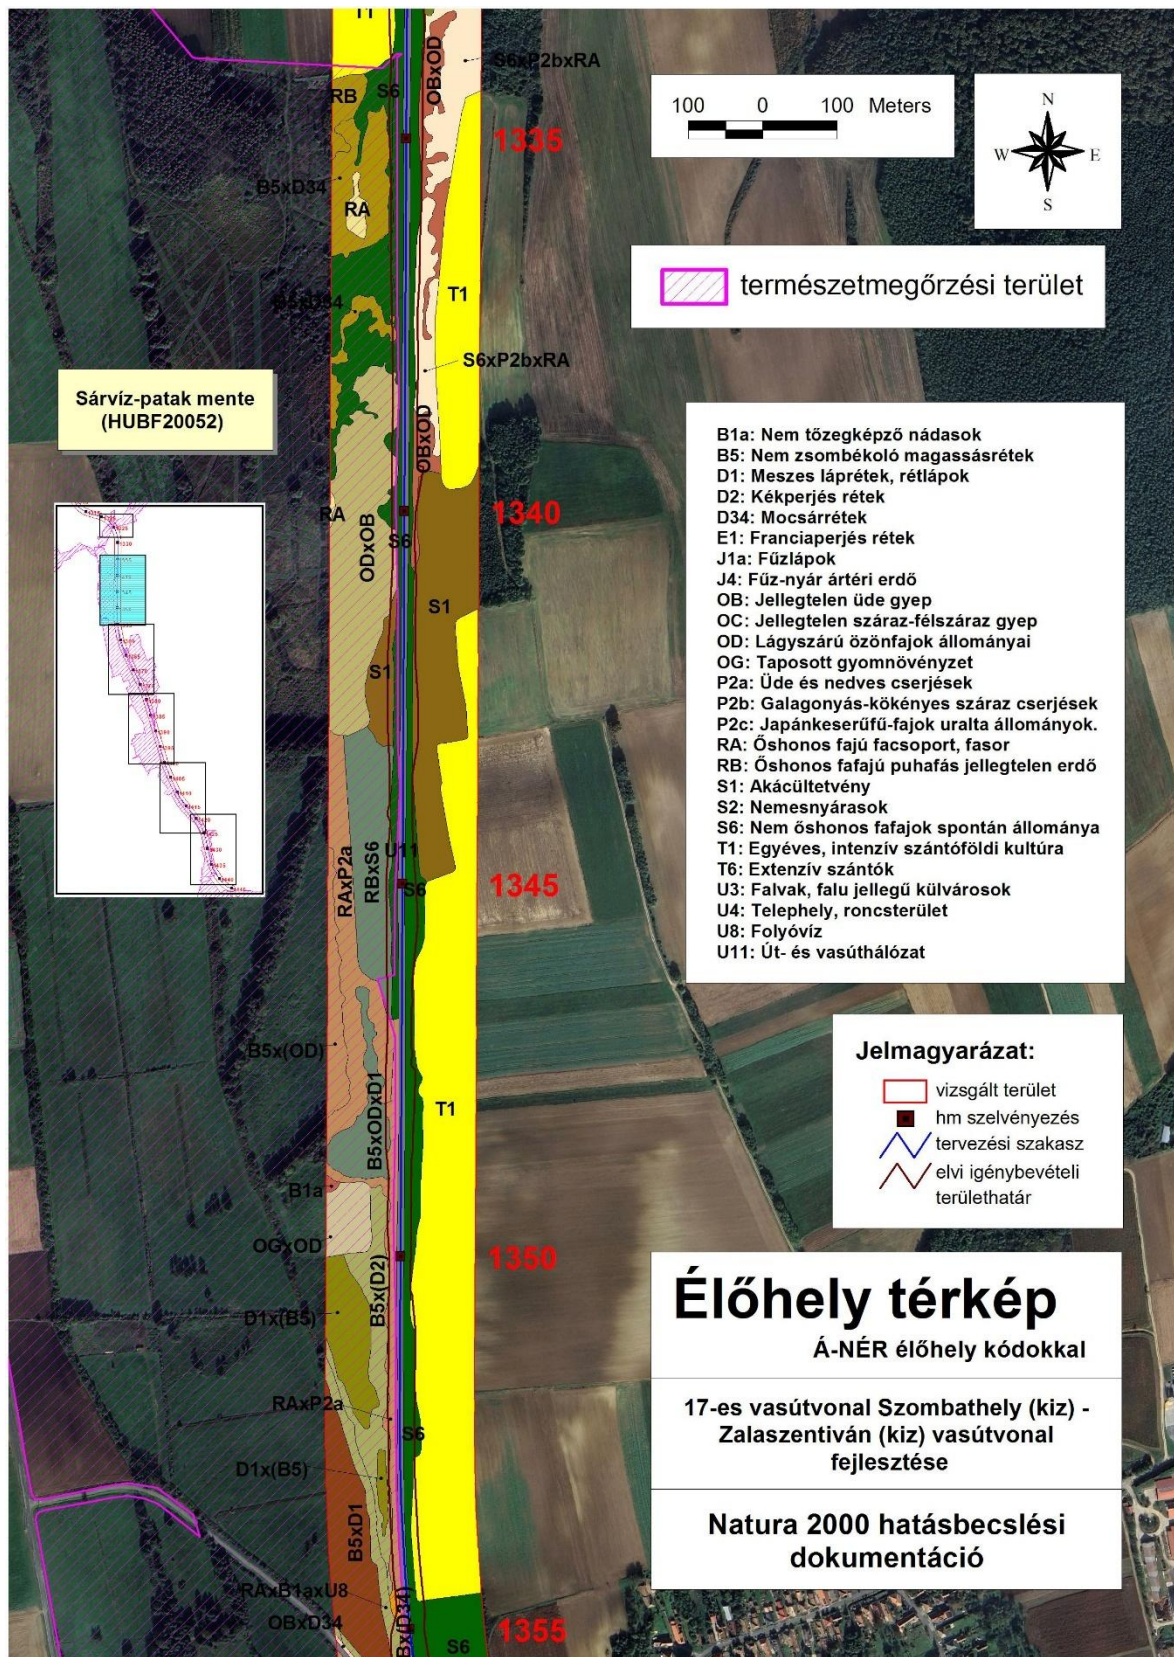 T1
S6
RB
OBxOD
S6xP2bxRA
1335
B5xD34
RA
T1
S6xP2bxRA
OBxOD
RA
ODxOB
S6
1340
S1
S1
RAxP2a
RBxS6
U11
S6
1345
B5x(OD)
B5xODxD1
T1
B1a
OGxOD
B5x(D2)
1350
D1x(B5)
RAxP2a
S6
D1x(B5)
B5xD1
RAxB1axU8
OBxD34
Bx(D34)
S6
1355
Sárvíz-patak mente
(HUBF20052)
100 0 100 Meters
N
W E
S
természetmegőrzési terület
B1a: Nem tőzegképző nádasok
B5: Nem zsombékoló magassásrétek
D1: Meszes láprétek, rétlápok
D2: Kékperjés rétek
D34: Mocsárrétek
E1: Franciaperjés rétek
J1a: Fűzlápok
J4: Fűz-nyár ártéri erdő
OB: Jellegtelen üde gyep
OC: Jellegtelen száraz-félszáraz gyep
OD: Lágyszárú özönfajok állományai
OG: Taposott gyomnövényzet
P2a: Üde és nedves cserjések
P2b: Galagonyás-kökényes száraz cserjések
P2c: Japánkeserűfű-fajok uralta állományok.
RA: Őshonos fajú facsoport, fasor
RB: Őshonos fafajú puhafás jellegtelen erdő
S1: Akácültetvény
S2: Nemesnyárasok
S6: Nem őshonos fafajok spontán állománya
T1: Egyéves, intenzív szántóföldi kultúra
T6: Extenzív szántók
U3: Falvak, falu jellegű külvárosok
U4: Telephely, roncsterület
U8: Folyóvíz
U11: Út- és vasúthálózat
Jelmagyarázat:
vizsgált terület
hm szelvényezés
tervezési szakasz
elvi igénybevételi
területhatár
Élőhely térkép
Á-NÉR élőhely kódokkal
17-es vasútvonal Szombathely (kiz) -
Zalaszentiván (kiz) vasútvonal
fejlesztése
Natura 2000 hatásbecslési
dokumentáció